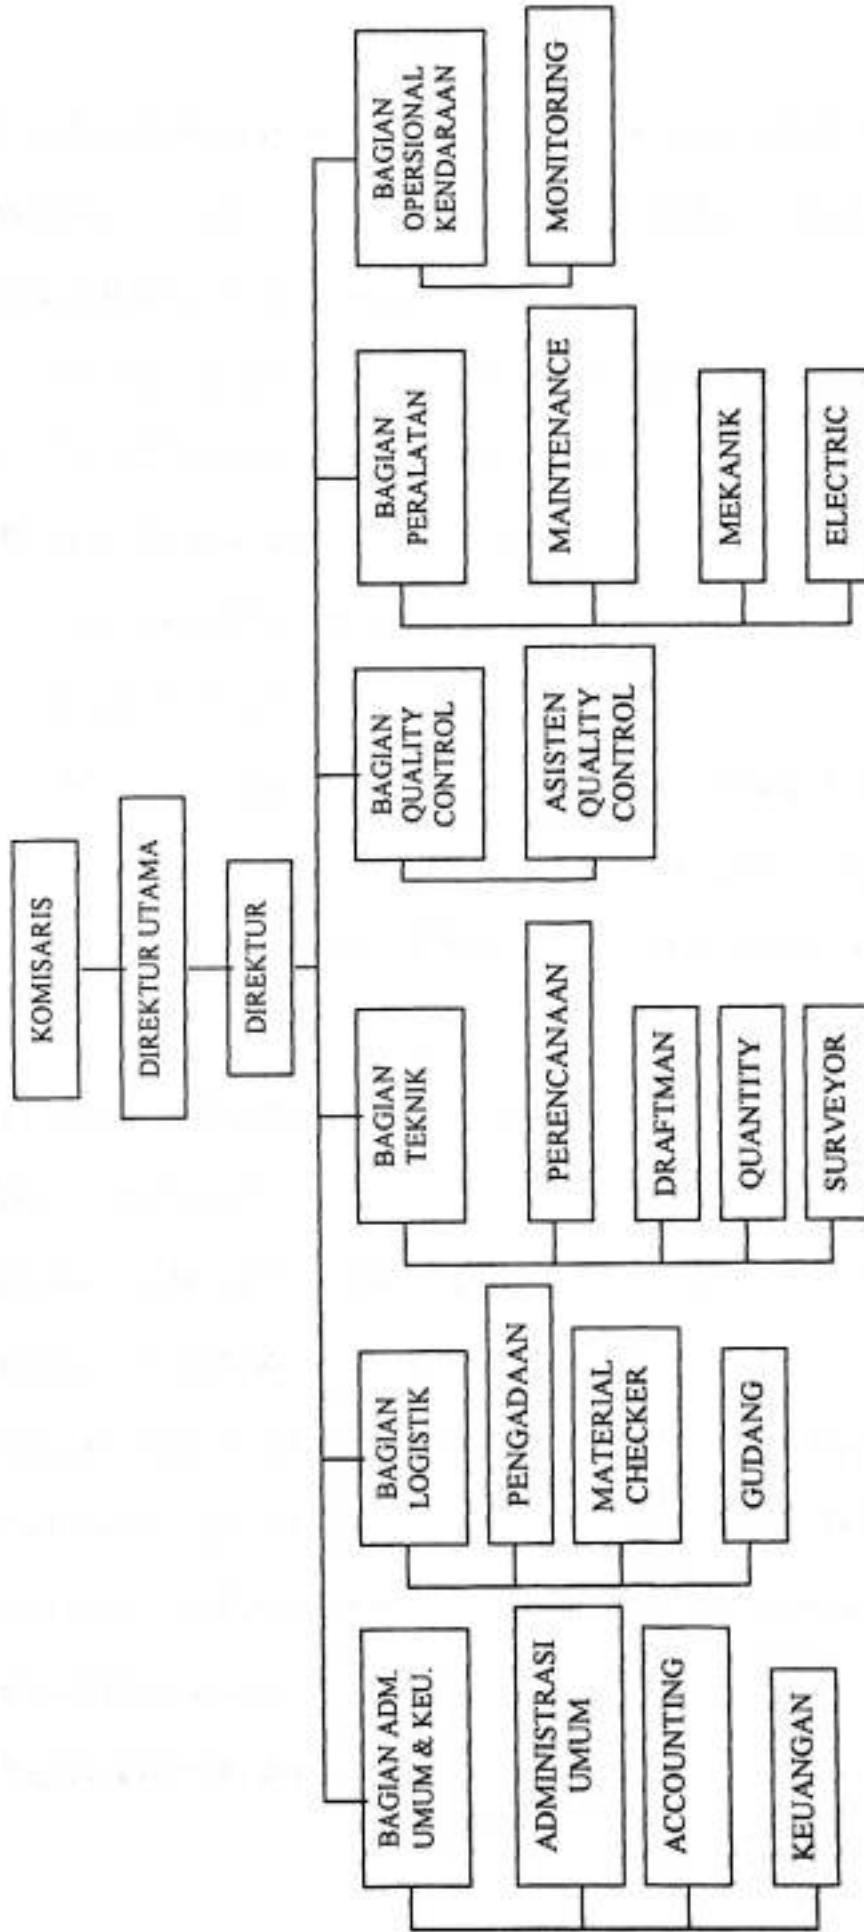 KOMISARIS
DIREKTUR UTAMA
DIREKTUR
BAGIAN ADM.
UMUM & KEU.
ADMINISTRASI
UMUM
ACCOUNTING
KEUANGAN
BAGIAN
LOGISTIK
PENGADAAN
MATERIAL
CHECKER
GUDANG
BAGIAN
TEKNIK
PERENCANAAN
DRAFTMAN
QUANTITY
SURVEYOR
BAGIAN
QUALITY
CONTROL
ASISTEN
QUALITY
CONTROL
BAGIAN
PERALATAN
MAINTENANCE
MEKANIK
ELECTRIC
BAGIAN
OPERSIONAL
KENDARAAN
MONITORING